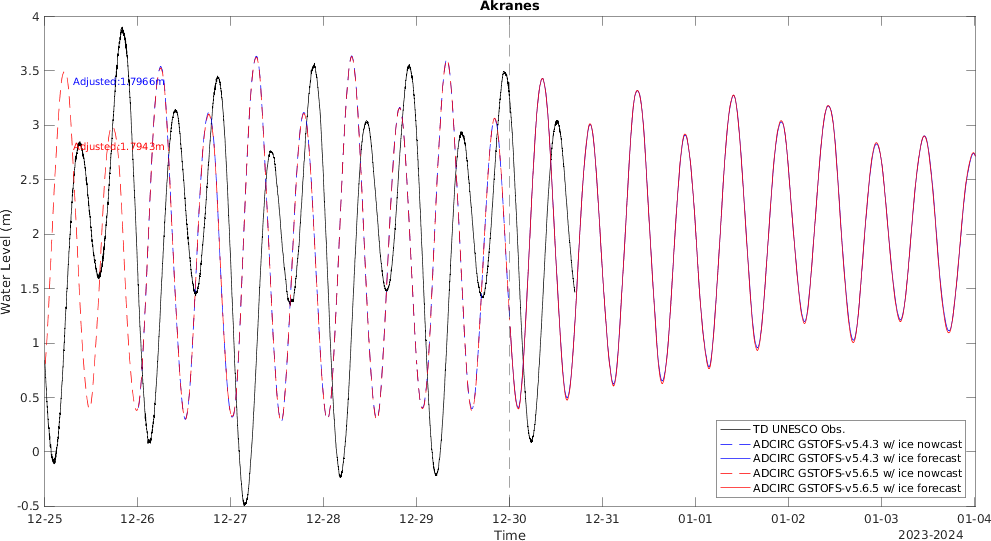 Akranes
4
3.5
3
2.5
2
1.5
1
0.5
0
-0.5
Water Level (m)
Adjusted:1.7966m
Adjusted:1.7943m
TD UNESCO Obs.
ADCIRC GSTOFS-v5.4.3 w/ ice nowcast
ADCIRC GSTOFS-v5.4.3 w/ ice forecast
ADCIRC GSTOFS-v5.6.5 w/ ice nowcast
ADCIRC GSTOFS-v5.6.5 w/ ice forecast
12-25 12-26 12-27 12-28 12-29 12-30 12-31 01-01 01-02 01-03 01-04
Time
2023-2024